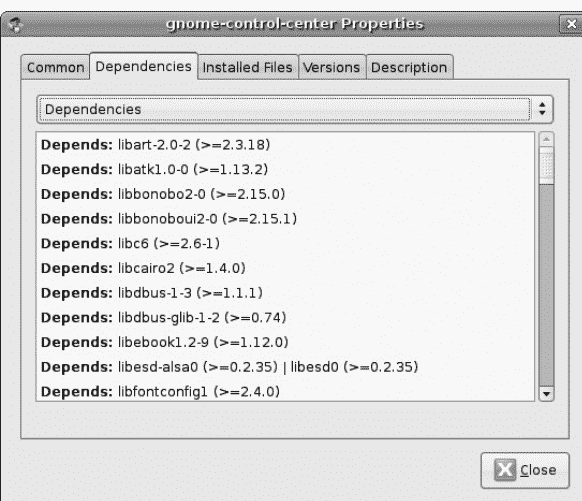 gnome-control-center Properties
Common Dependencies Installed Files Versions Description
Dependencies
Depends: libart-2.0-2 (>=2.3.18)
Depends: libatk1.0-0 (>=1.13.2)
Depends: libbonobo2-0 (>=2.15.0)
Depends: libbonoboui2-0 (>=2.15.1)
Depends: libc6 (>=2.6-1)
Depends: libcairo2 (>=1.4.0)
Depends: libdbus-1-3 (>=1.1.1)
Depends: libdbus-glib-1-2 (>=0.74)
Depends: libebook1.2-9 (>=1.12.0)
Depends: libesd-alsa0 (>=0.2.35) | libesd0 (>=0.2.35)
Depends: libfontconfig1 (>=2.4.0)
Close